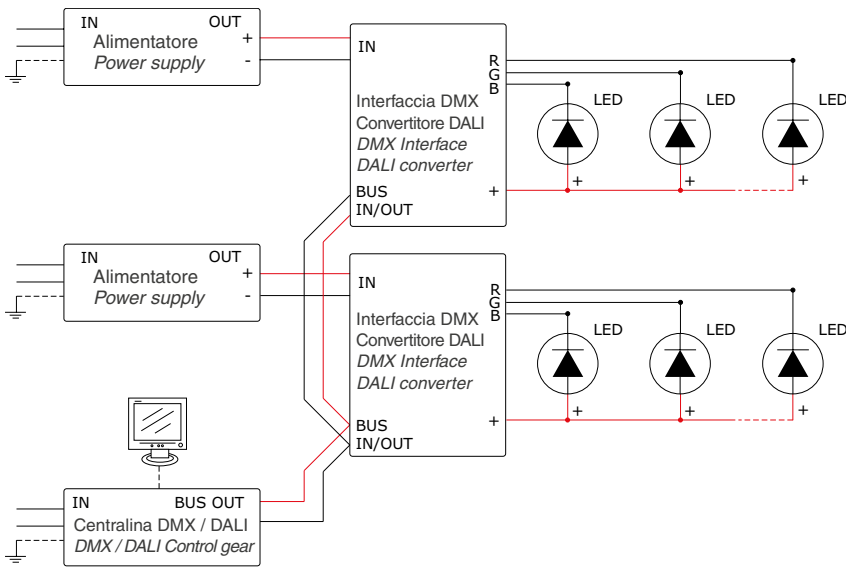 IN OUT
Alimentatore
Power supply
+
-
IN
Interfaccia DMX
Convertitore DALI
DMX Interface
DALI converter
BUS
IN/OUT
+
R
G
B
LED
LED
LED
+
+
+
IN OUT
Alimentatore
Power supply
+
-
IN
Interfaccia DMX
Convertitore DALI
DMX Interface
DALI converter
BUS
IN/OUT
+
R
G
B
LED
LED
LED
+
+
+
IN BUS OUT
Centralina DMX / DALI
DMX / DALI Control gear